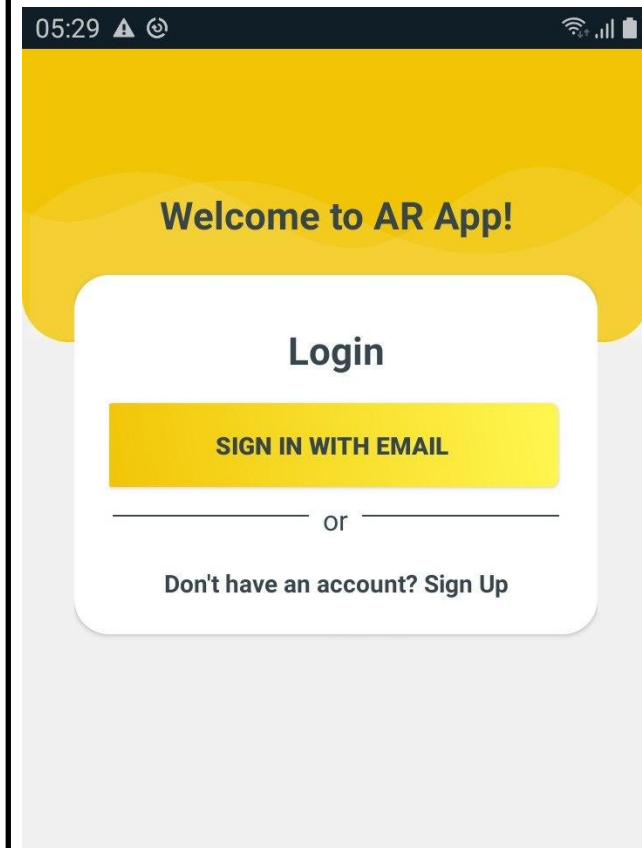 05:29
Welcome to AR App!
Login
SIGN IN WITH EMAIL
or
Don't have an account? Sign Up